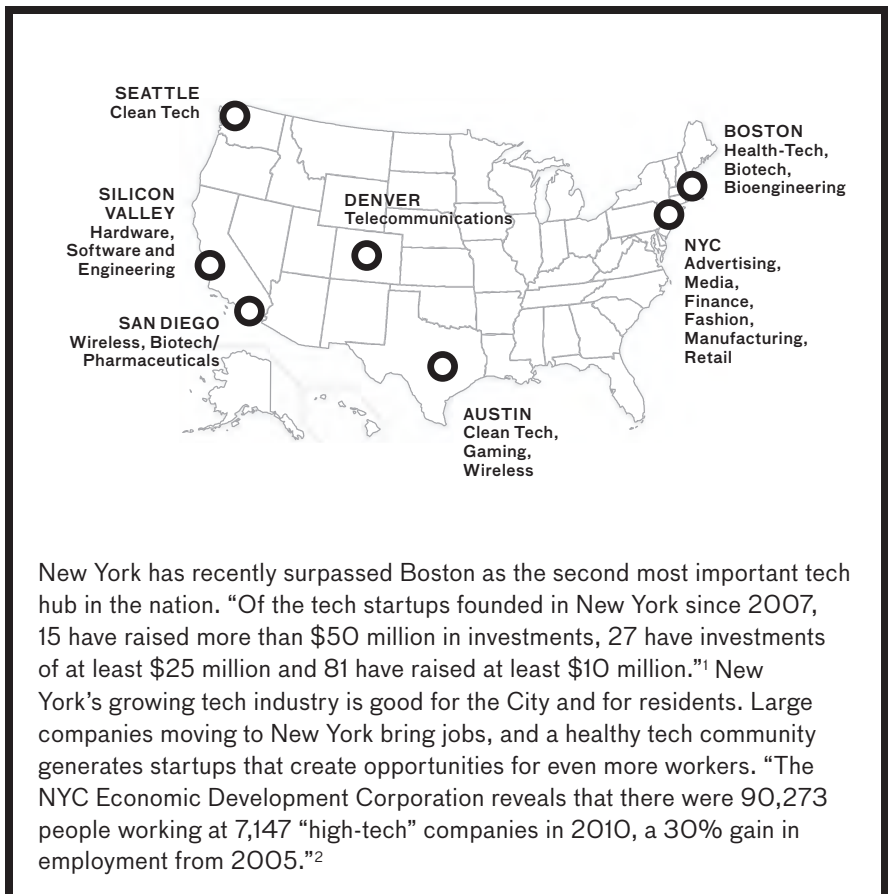 SEATTLE
Clean Tech
SILICON
VALLEY
Hardware,
Software and
Engineering
SAN DIEGO
Wireless, Biotech/
Pharmaceuticals
DENVER
Telecommunications
AUSTIN
Clean Tech,
Gaming,
Wireless
BOSTON
Health-Tech,
Biotech,
Bioengineering
NYC
Advertising,
Media,
Finance,
Fashion,
Manufacturing,
Retail
New York has recently surpassed Boston as the second most important tech
hub in the nation. “Of the tech startups founded in New York since 2007,
15 have raised more than $50 million in investments, 27 have investments
of at least $25 million and 81 have raised at least $10 million.”¹ New
York’s growing tech industry is good for the City and for residents. Large
companies moving to New York bring jobs, and a healthy tech community
generates startups that create opportunities for even more workers. “The
NYC Economic Development Corporation reveals that there were 90,273
people working at 7,147 “high-tech” companies in 2010, a 30% gain in
employment from 2005.”²